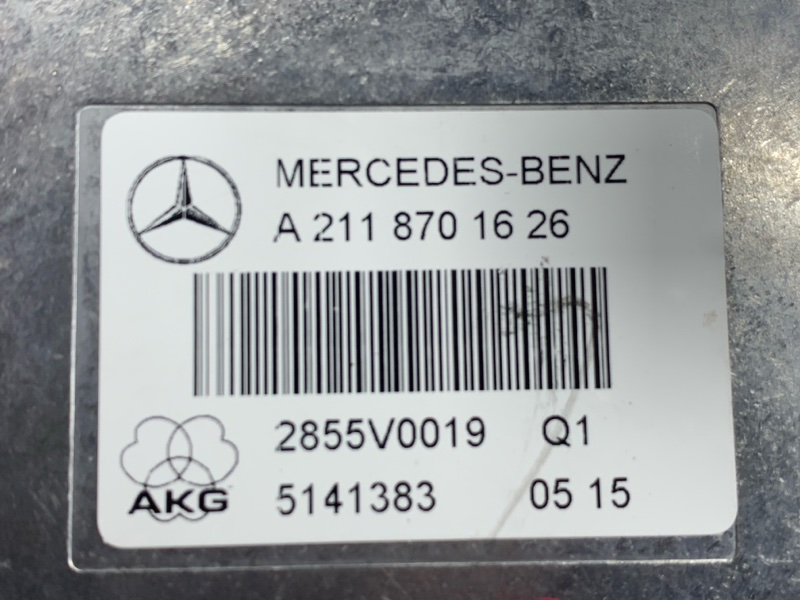 MERCEDES-BENZ
A 211 870 16 26
2855V0019 Q1
AKG
5141383 05 15